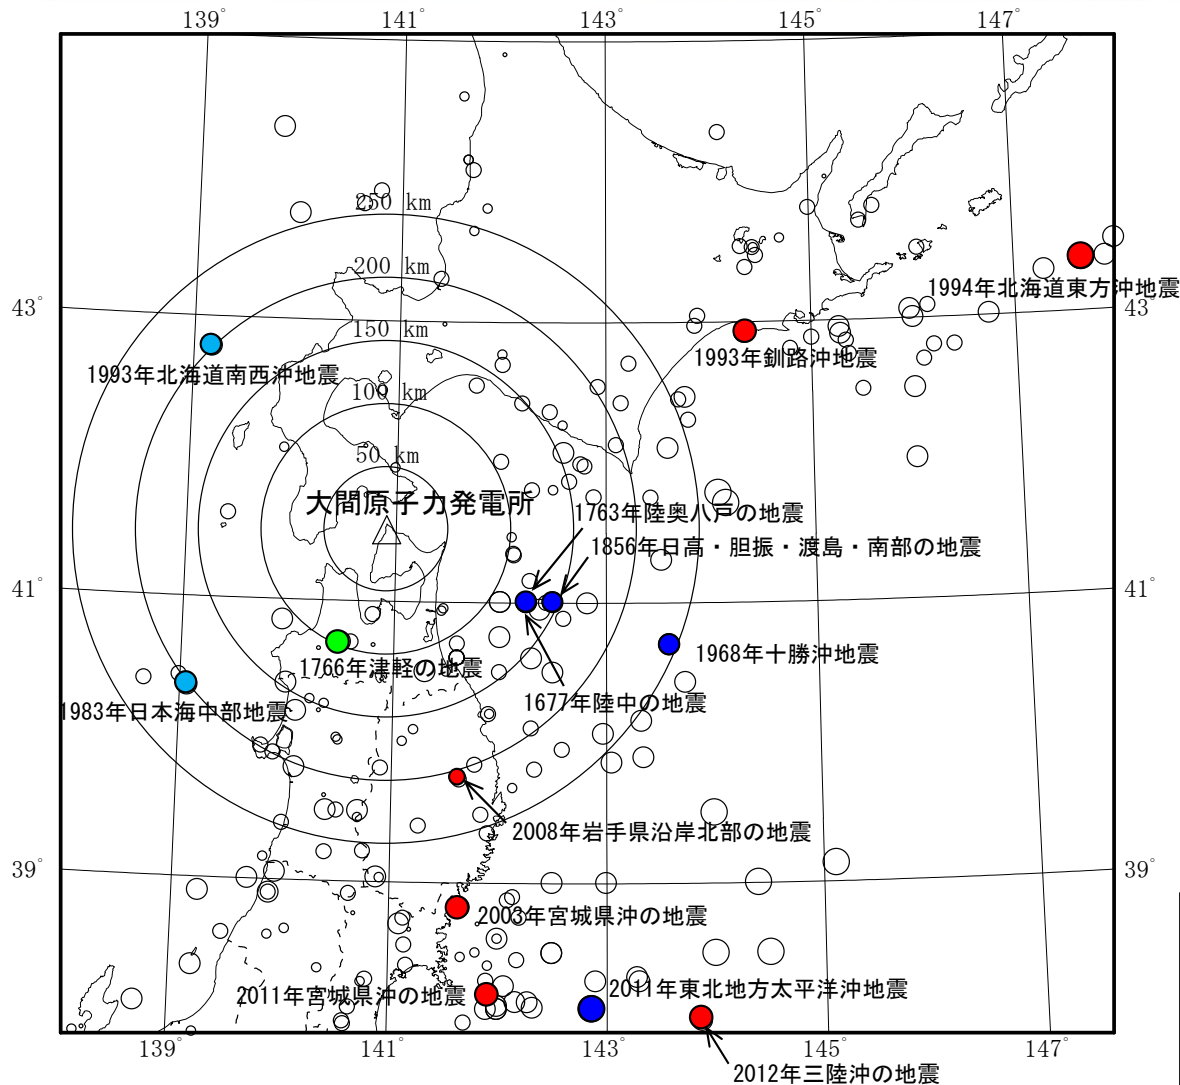 139° 141° 143° 145° 147°
250 km
200 km
1994年北海道東方沖地震
43° 43°
150 km
1993年釧路沖地震
1993年北海道南西沖地震
100 km
50 km
大間原子力発電所
1763年陸奥八戸の地震
1856年日高・胆振・渡島・南部の地震
41° 41°
1968年十勝沖地震
1766年津軽の地震
1677年陸中の地震
1983年日本海中部地震
2008年岩手県沿岸北部の地震
39° 39°
2003年宮城県沖の地震
2011年東北地方太平洋沖地震
2011年宮城県沖の地震
139° 141° 143° 145° 147°
2012年三陸沖の地震